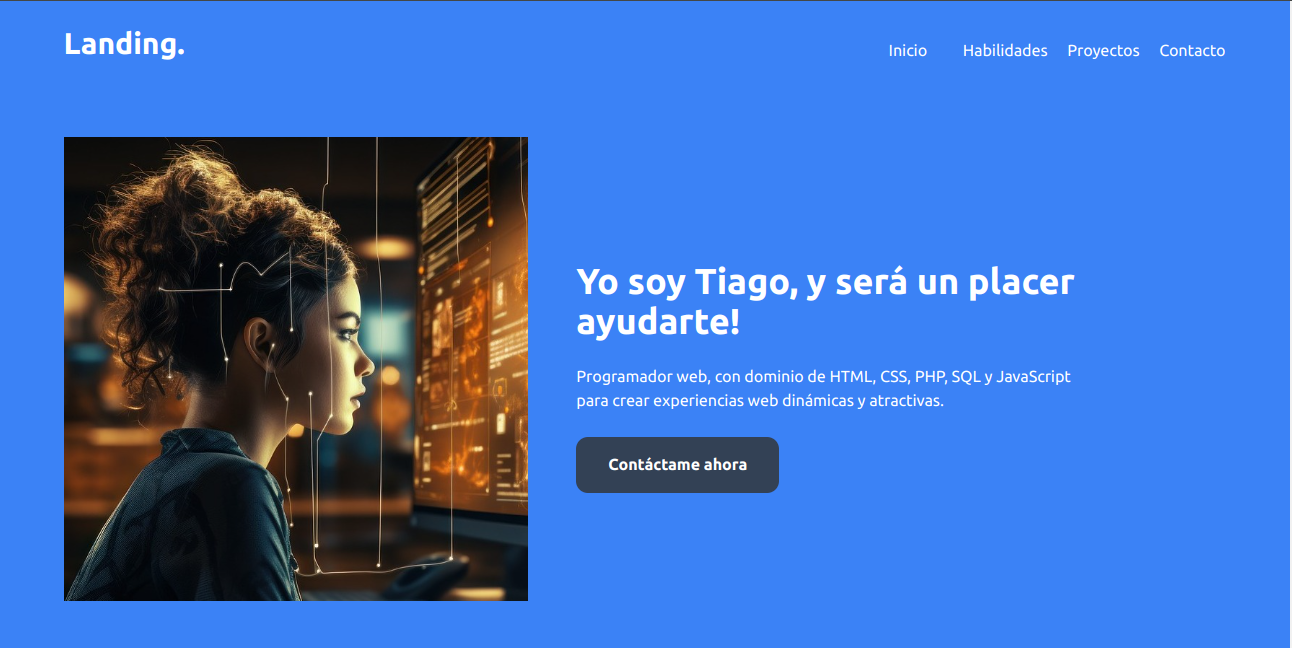 Landing.
Inicio Habilidades Proyectos Contacto
Yo soy Tiago, y será un placer
ayudarte!
Programador web, con dominio de HTML, CSS, PHP, SQL y JavaScript
para crear experiencias web dinámicas y atractivas.
Contáctame ahora